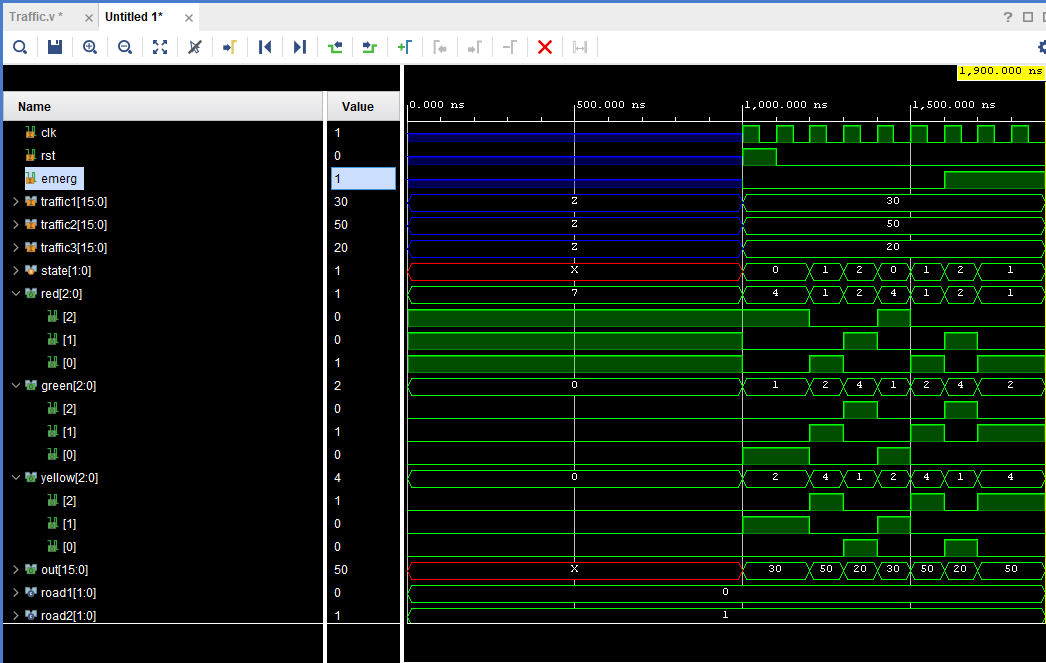 Traffic.v * × Untitled 1* × ?
1,900.000 ns
Name Value 0.000 ns 500.000 ns 1,000.000 ns 1,500.000 ns
clk 1
rst 0
emerg 1
traffic1[15:0] 30 Z 30
traffic2[15:0] 50 Z 50
traffic3[15:0] 20 Z 20
state[1:0] 1 X 0 1 2 0 1 2 1
red[2:0] 1 7 4 1 2 4 1 2 1
[2] 0
[1] 0
[0] 1
green[2:0] 2 0 1 2 4 1 2 4 2
[2] 0
[1] 1
[0] 0
yellow[2:0] 4 0 2 4 1 2 4 1 4
[2] 1
[1] 0
[0] 0
out[15:0] 50 X 30 50 20 30 50 20 50
road1[1:0] 0 0
road2[1:0] 1 1